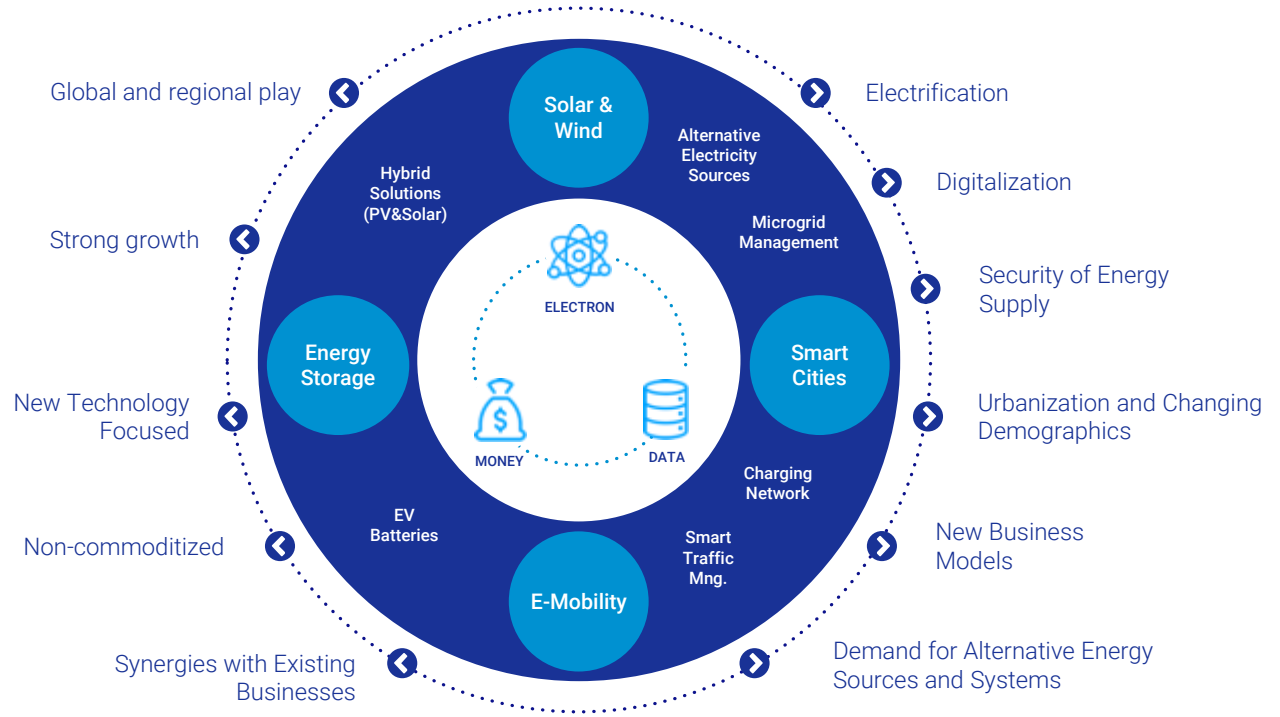 Global and regional play
Strong growth
New Technology
Focused
Non-commoditized
Synergies with Existing
Businesses
Solar &
Wind
Alternative
Electricity
Sources
Hybrid
Solutions
(PV&Solar)
Microgrid
Management
ELECTRON
Energy
Storage
Smart
Cities
$
MONEY
DATA
Charging
Network
EV
Batteries
Smart
Traffic
Mng.
E-Mobility
Electrification
Digitalization
Security of Energy
Supply
Urbanization and Changing
Demographics
New Business
Models
Demand for Alternative Energy
Sources and Systems